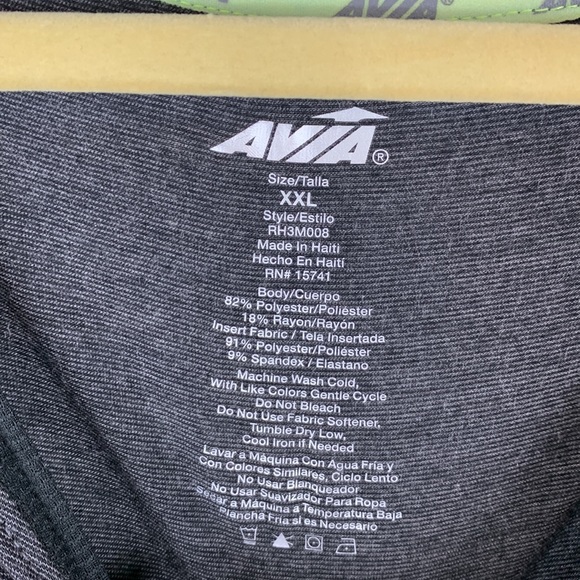 AVIA
AVIA®
Size/Talla
XXL
Style/Estilo
RH3M008
Made In Haiti
Hecho En Haití
RN# 15741
Body/Cuerpo
82% Polyester/Poliéster
18% Rayon/Rayón
Insert Fabric / Tela Insertada
91% Polyester/Poliéster
9% Spandex / Elastano
Machine Wash Cold,
With Like Colors Gentle Cycle
Do Not Bleach
Do Not Use Fabric Softener,
Tumble Dry Low,
Cool Iron if Needed
Lavar a Máquina Con Agua Fría y
Con Colores Similares, Ciclo Lento
No Usar Blanqueador
No Usar Suavizador Para Ropa
Secar a Máquina a Temperatura Baja
Plancha Fria si es Necesario